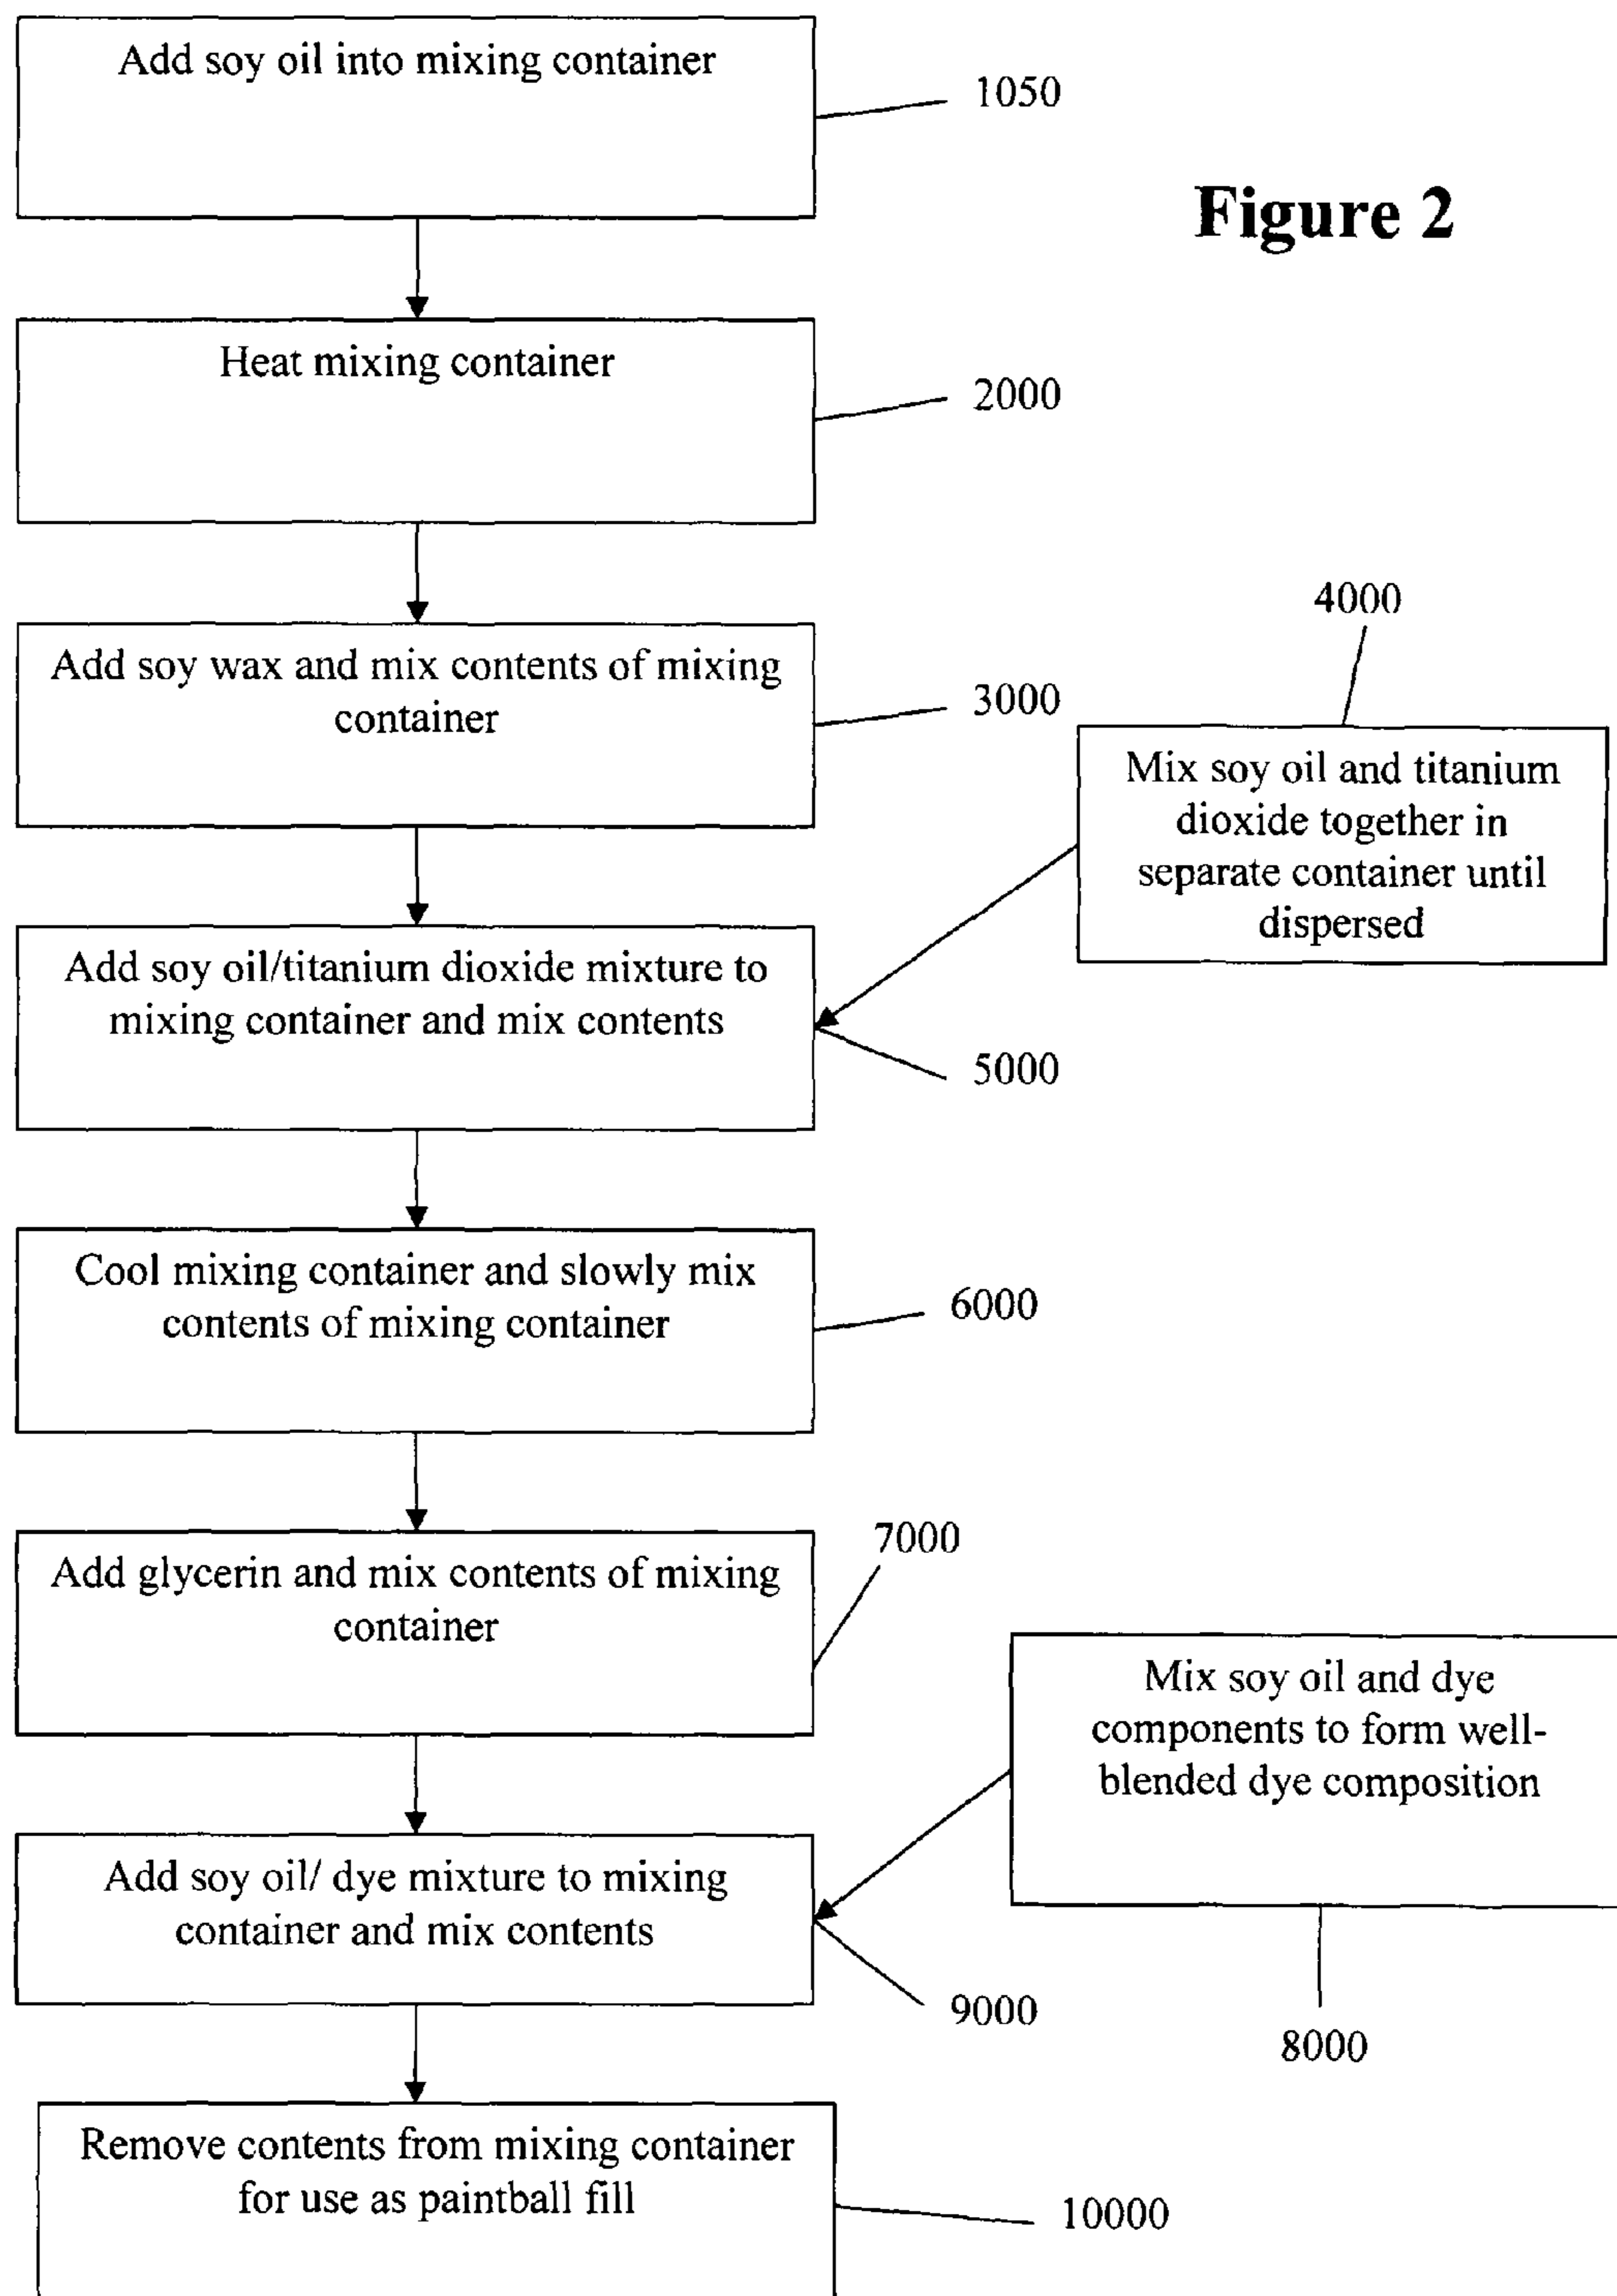 Add soy oil into mixing container
1050
Figure 2
Heat mixing container
2000
Add soy wax and mix contents of mixing
container
3000
4000
Mix soy oil and titanium
dioxide together in
separate container until
dispersed
Add soy oil/titanium dioxide mixture to
mixing container and mix contents
5000
Cool mixing container and slowly mix
contents of mixing container
6000
Add glycerin and mix contents of mixing
container
7000
Mix soy oil and dye
components to form well-
blended dye composition
8000
Add soy oil/ dye mixture to mixing
container and mix contents
9000
Remove contents from mixing container
for use as paintball fill
10000